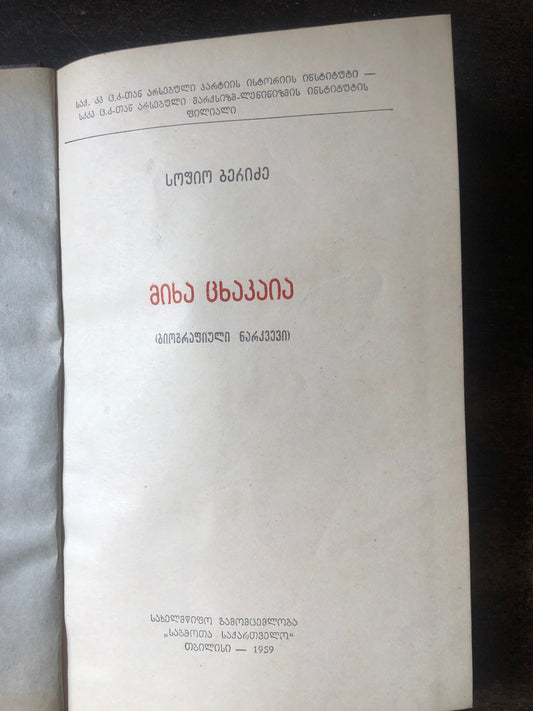 საქ. კპ ც.კ-თან არსებული პარტიის ისტორიის ინსტიტუტი —
სკკპ ც.კ-თან არსებული მარქსიზმ-ლენინიზმის ინსტიტუტის
ფილიალი
სოფიო ბერიძე
მიხა ცხაკაია
(ბიოგრაფიული ნარკვევი)
სახელმწიფო გამომცემლობა
„საბჭოთა საქართველო“
თბილისი — 1959